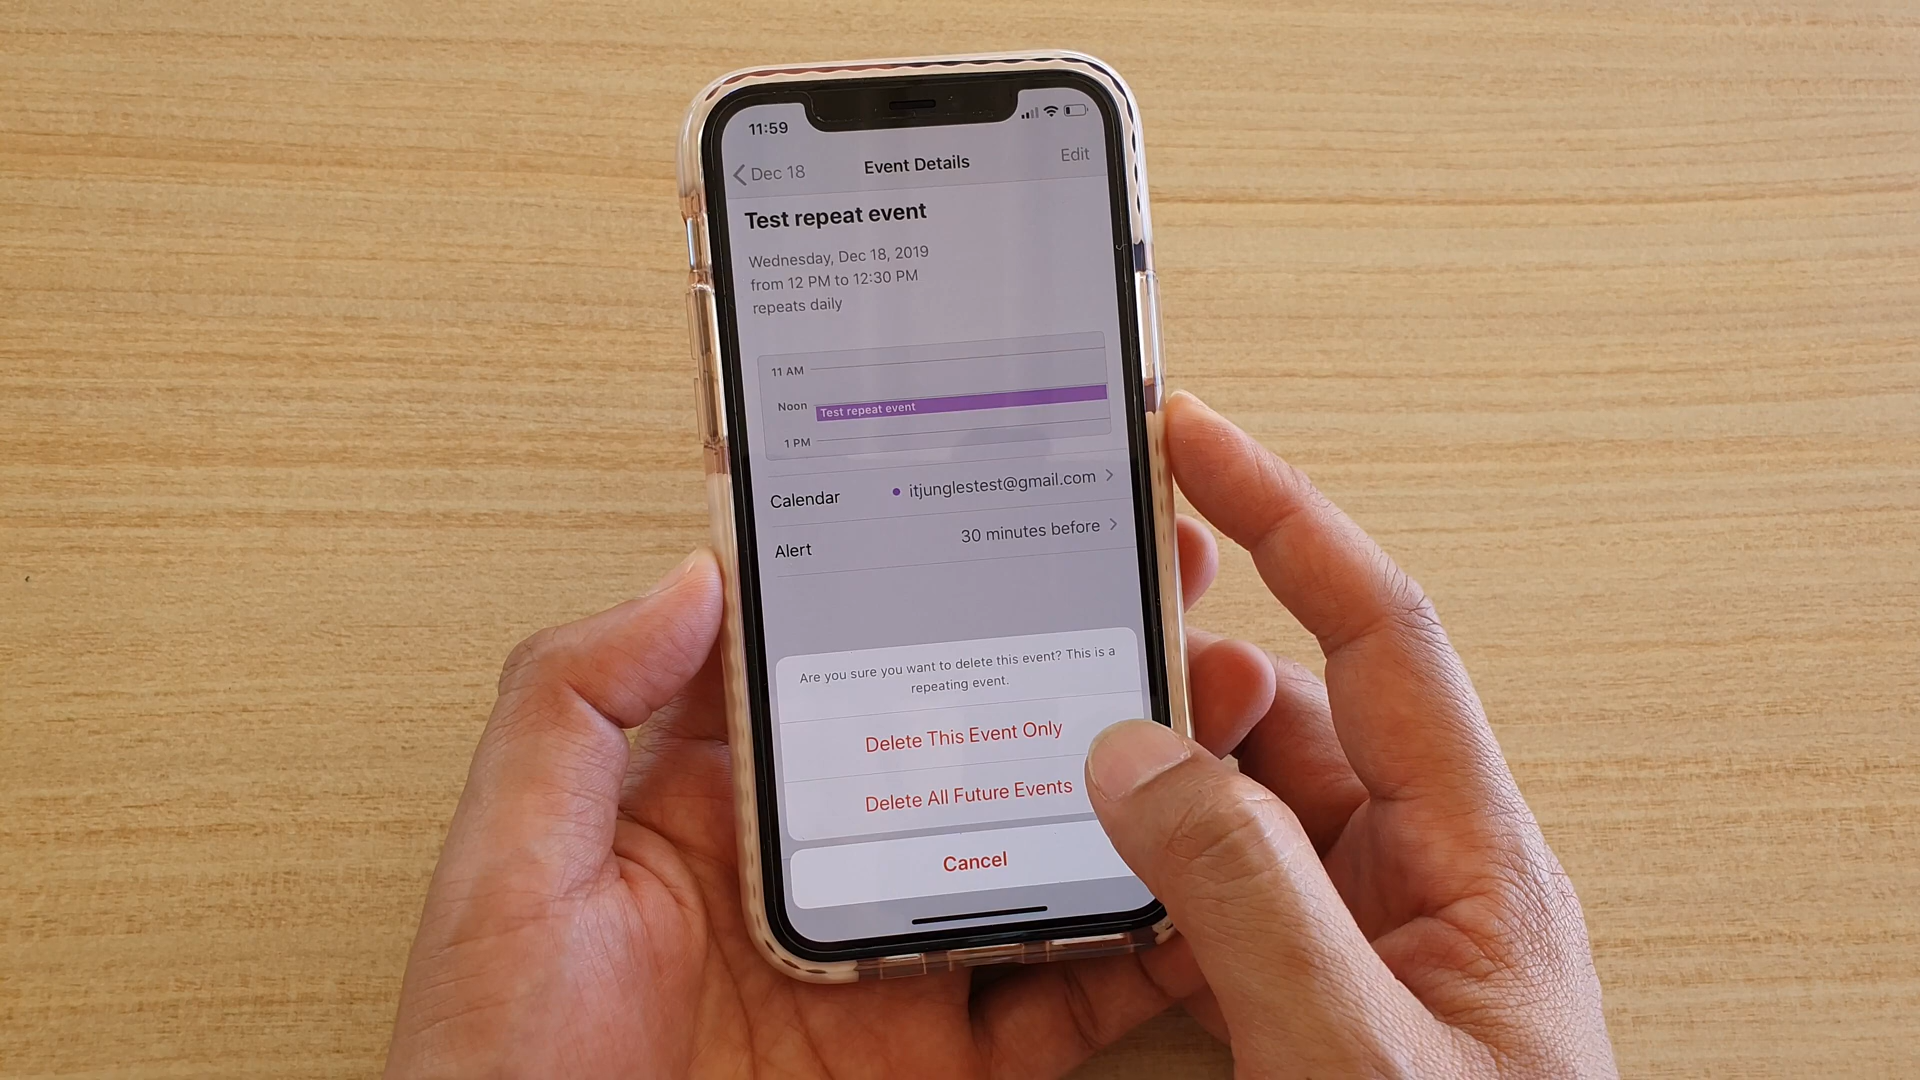 11:59
Dec 18
Event Details
Edit
Test repeat event
Wednesday, Dec 18, 2019
from 12 PM to 12:30 PM
repeats daily
11 AM
Noon
Test repeat event
1 PM
Calendar
itjunglestest@gmail.com
Alert
30 minutes before
Are you sure you want to delete this event? This is a
repeating event.
Delete This Event Only
Delete All Future Events
Cancel